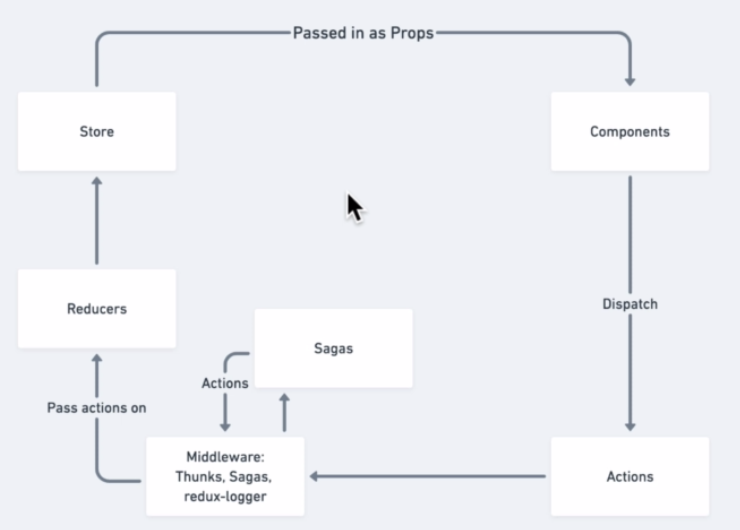 Passed in as Props
Store
Components
Reducers
Dispatch
Sagas
Actions
Pass actions on
Middleware:
Thunks, Sagas,
redux-logger
Actions